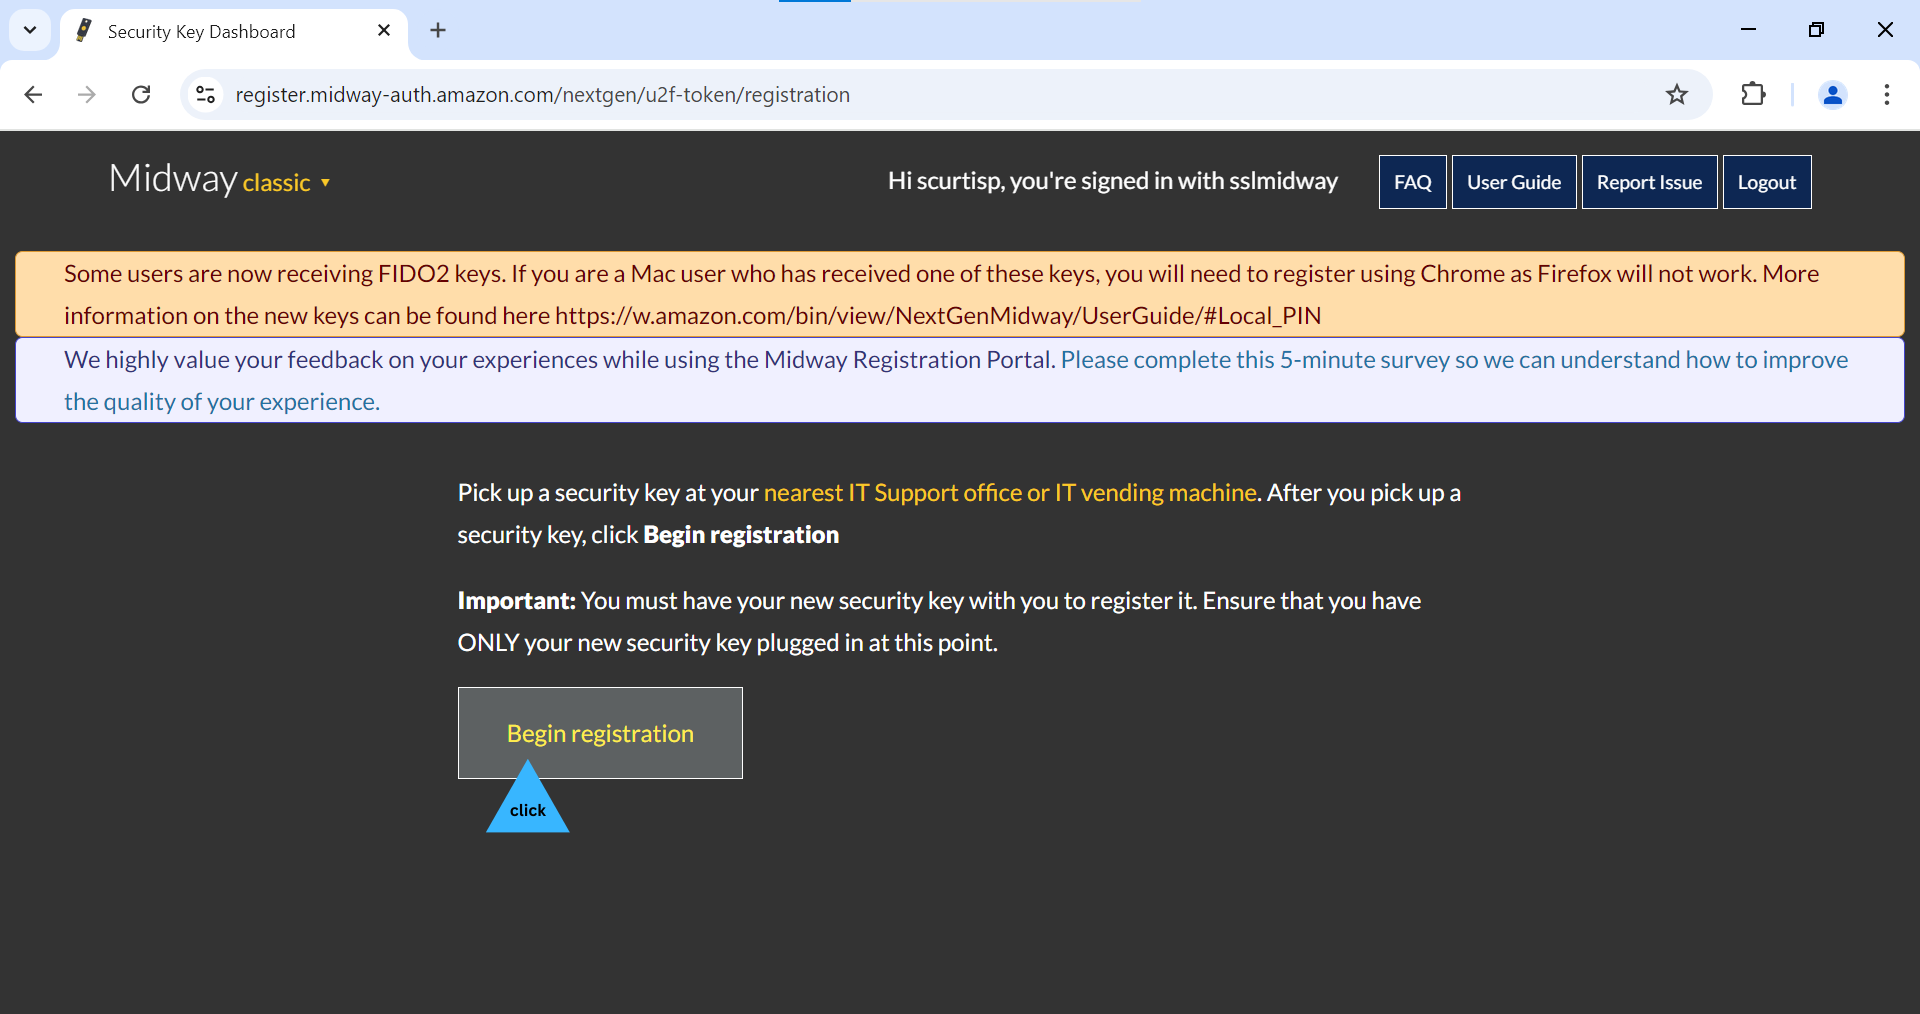 Security Key Dashboard
register.midway-auth.amazon.com/nextgen/u2f-token/registration
Midway classic ▾
Hi scurtisp, you're signed in with sslmidway
FAQ
User Guide
Report Issue
Logout
Some users are now receiving FIDO2 keys. If you are a Mac user who has received one of these keys, you will need to register using Chrome as Firefox will not work. More
information on the new keys can be found here https://w.amazon.com/bin/view/NextGenMidway/UserGuide/#Local_PIN
We highly value your feedback on your experiences while using the Midway Registration Portal. Please complete this 5-minute survey so we can understand how to improve
the quality of your experience.
Pick up a security key at your nearest IT Support office or IT vending machine. After you pick up a
security key, click Begin registration
Important: You must have your new security key with you to register it. Ensure that you have
ONLY your new security key plugged in at this point.
Begin registration
click